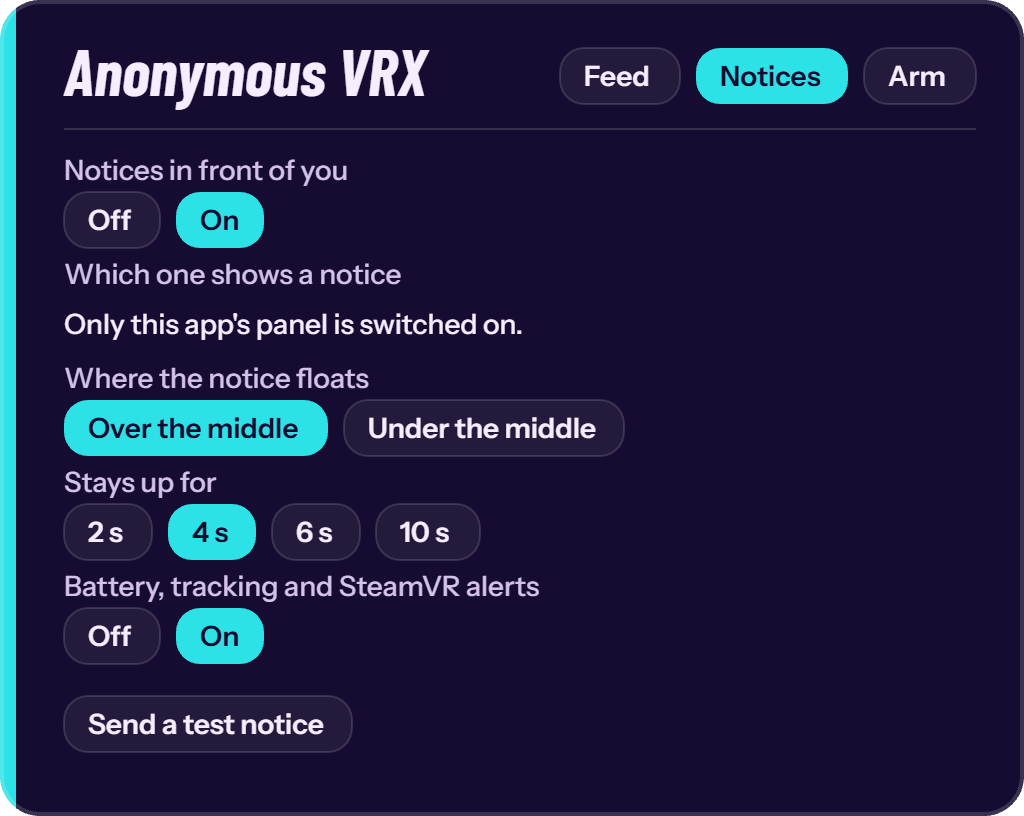 Anonymous VRX
Feed Notices Arm
Notices in front of you
Off On
Which one shows a notice
Only this app's panel is switched on.
Where the notice floats
Over the middle Under the middle
Stays up for
2 s 4 s 6 s 10 s
Battery, tracking and SteamVR alerts
Off On
Send a test notice